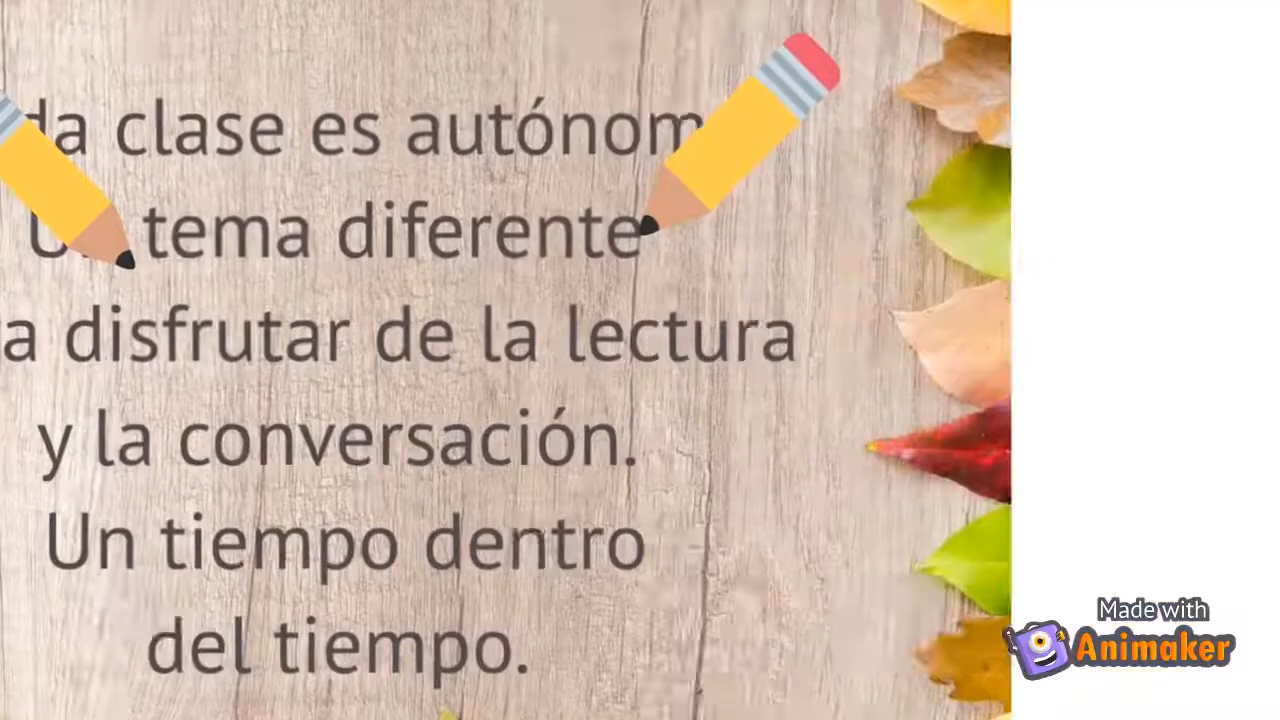 da clase es autónom
tema diferente
a disfrutar de la lectura
y la conversación.
Un tiempo dentro
del tiempo.
Made with
Animaker